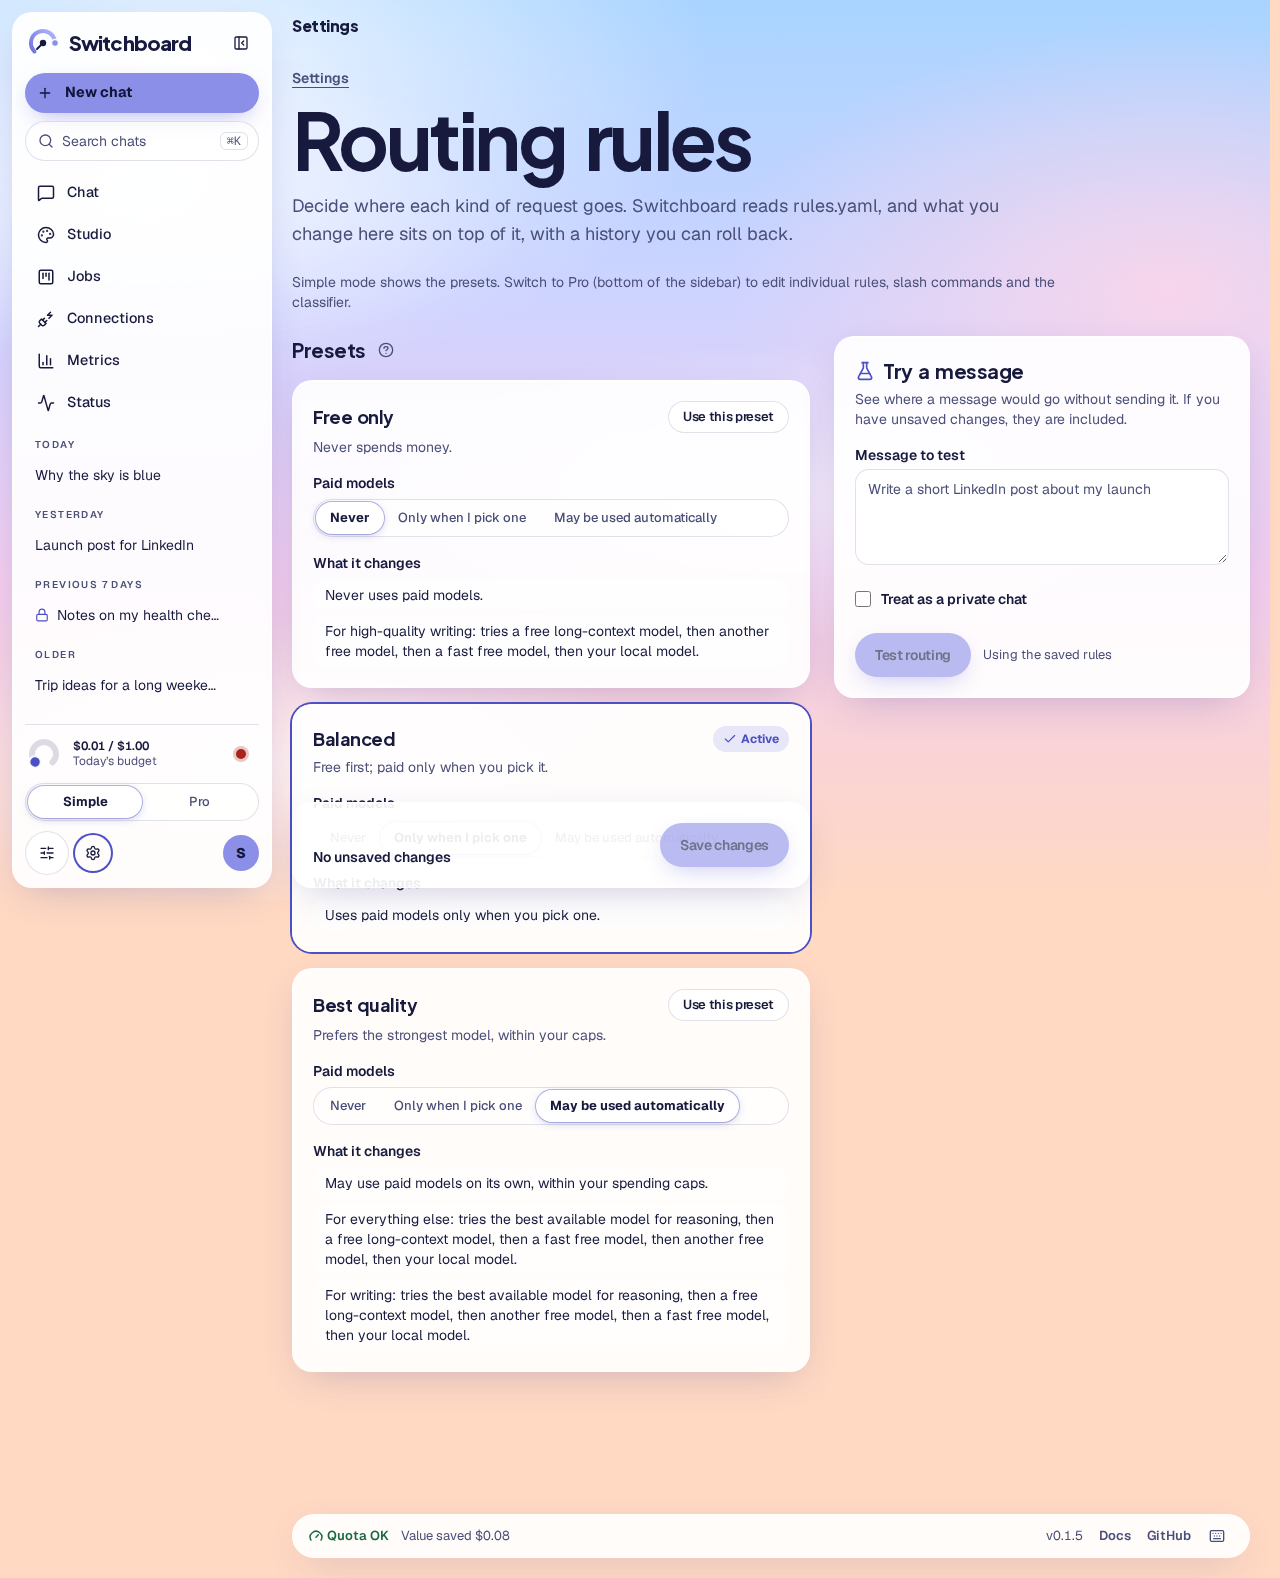 Switchboard
New chat
Search chats
⌘K
Chat
Studio
Jobs
Connections
Metrics
Status
TODAY
Why the sky is blue
YESTERDAY
Launch post for LinkedIn
PREVIOUS 7 DAYS
Notes on my health che...
OLDER
Trip ideas for a long weeke...
$0.01 / $1.00
Today's budget
Simple
Pro
S
Settings
Settings
Routing rules
Decide where each kind of request goes. Switchboard reads rules.yaml, and what you
change here sits on top of it, with a history you can roll back.
Simple mode shows the presets. Switch to Pro (bottom of the sidebar) to edit individual rules, slash commands and the
classifier.
Presets
Free only
Use this preset
Never spends money.
Paid models
Never
Only when I pick one
May be used automatically
What it changes
Never uses paid models.
For high-quality writing: tries a free long-context model, then another
free model, then a fast free model, then your local model.
Balanced
Active
Free first; paid only when you pick it.
Paid models
Never
Only when I pick one
May be used automatically
No unsaved changes
Save changes
What it changes
Uses paid models only when you pick one.
Best quality
Use this preset
Prefers the strongest model, within your caps.
Paid models
Never
Only when I pick one
May be used automatically
What it changes
May use paid models on its own, within your spending caps.
For everything else: tries the best available model for reasoning, then
a free long-context model, then a fast free model, then another free
model, then your local model.
For writing: tries the best available model for reasoning, then a free
long-context model, then another free model, then a fast free model,
then your local model.
Try a message
See where a message would go without sending it. If you
have unsaved changes, they are included.
Message to test
Write a short LinkedIn post about my launch
Treat as a private chat
Test routing
Using the saved rules
Quota OK
Value saved $0.08
v0.1.5
Docs
GitHub